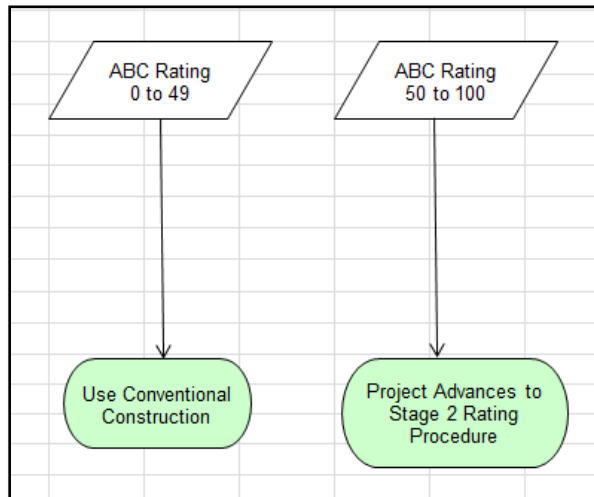 ABC Rating
0 to 49
ABC Rating
50 to 100
Use Conventional
Construction
Project Advances to
Stage 2 Rating
Procedure